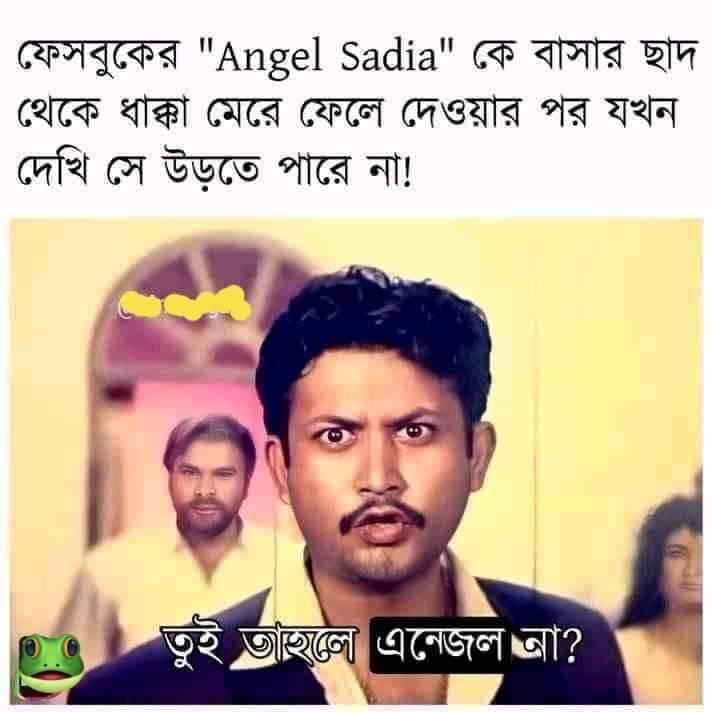 ফেসবুকের "Angel Sadia" কে বাসার ছাদ
থেকে ধাক্কা মেরে ফেলে দেওয়ার পর যখন
দেখি সে উড়তে পারে না!
তুই তাহলে এনেজল না?